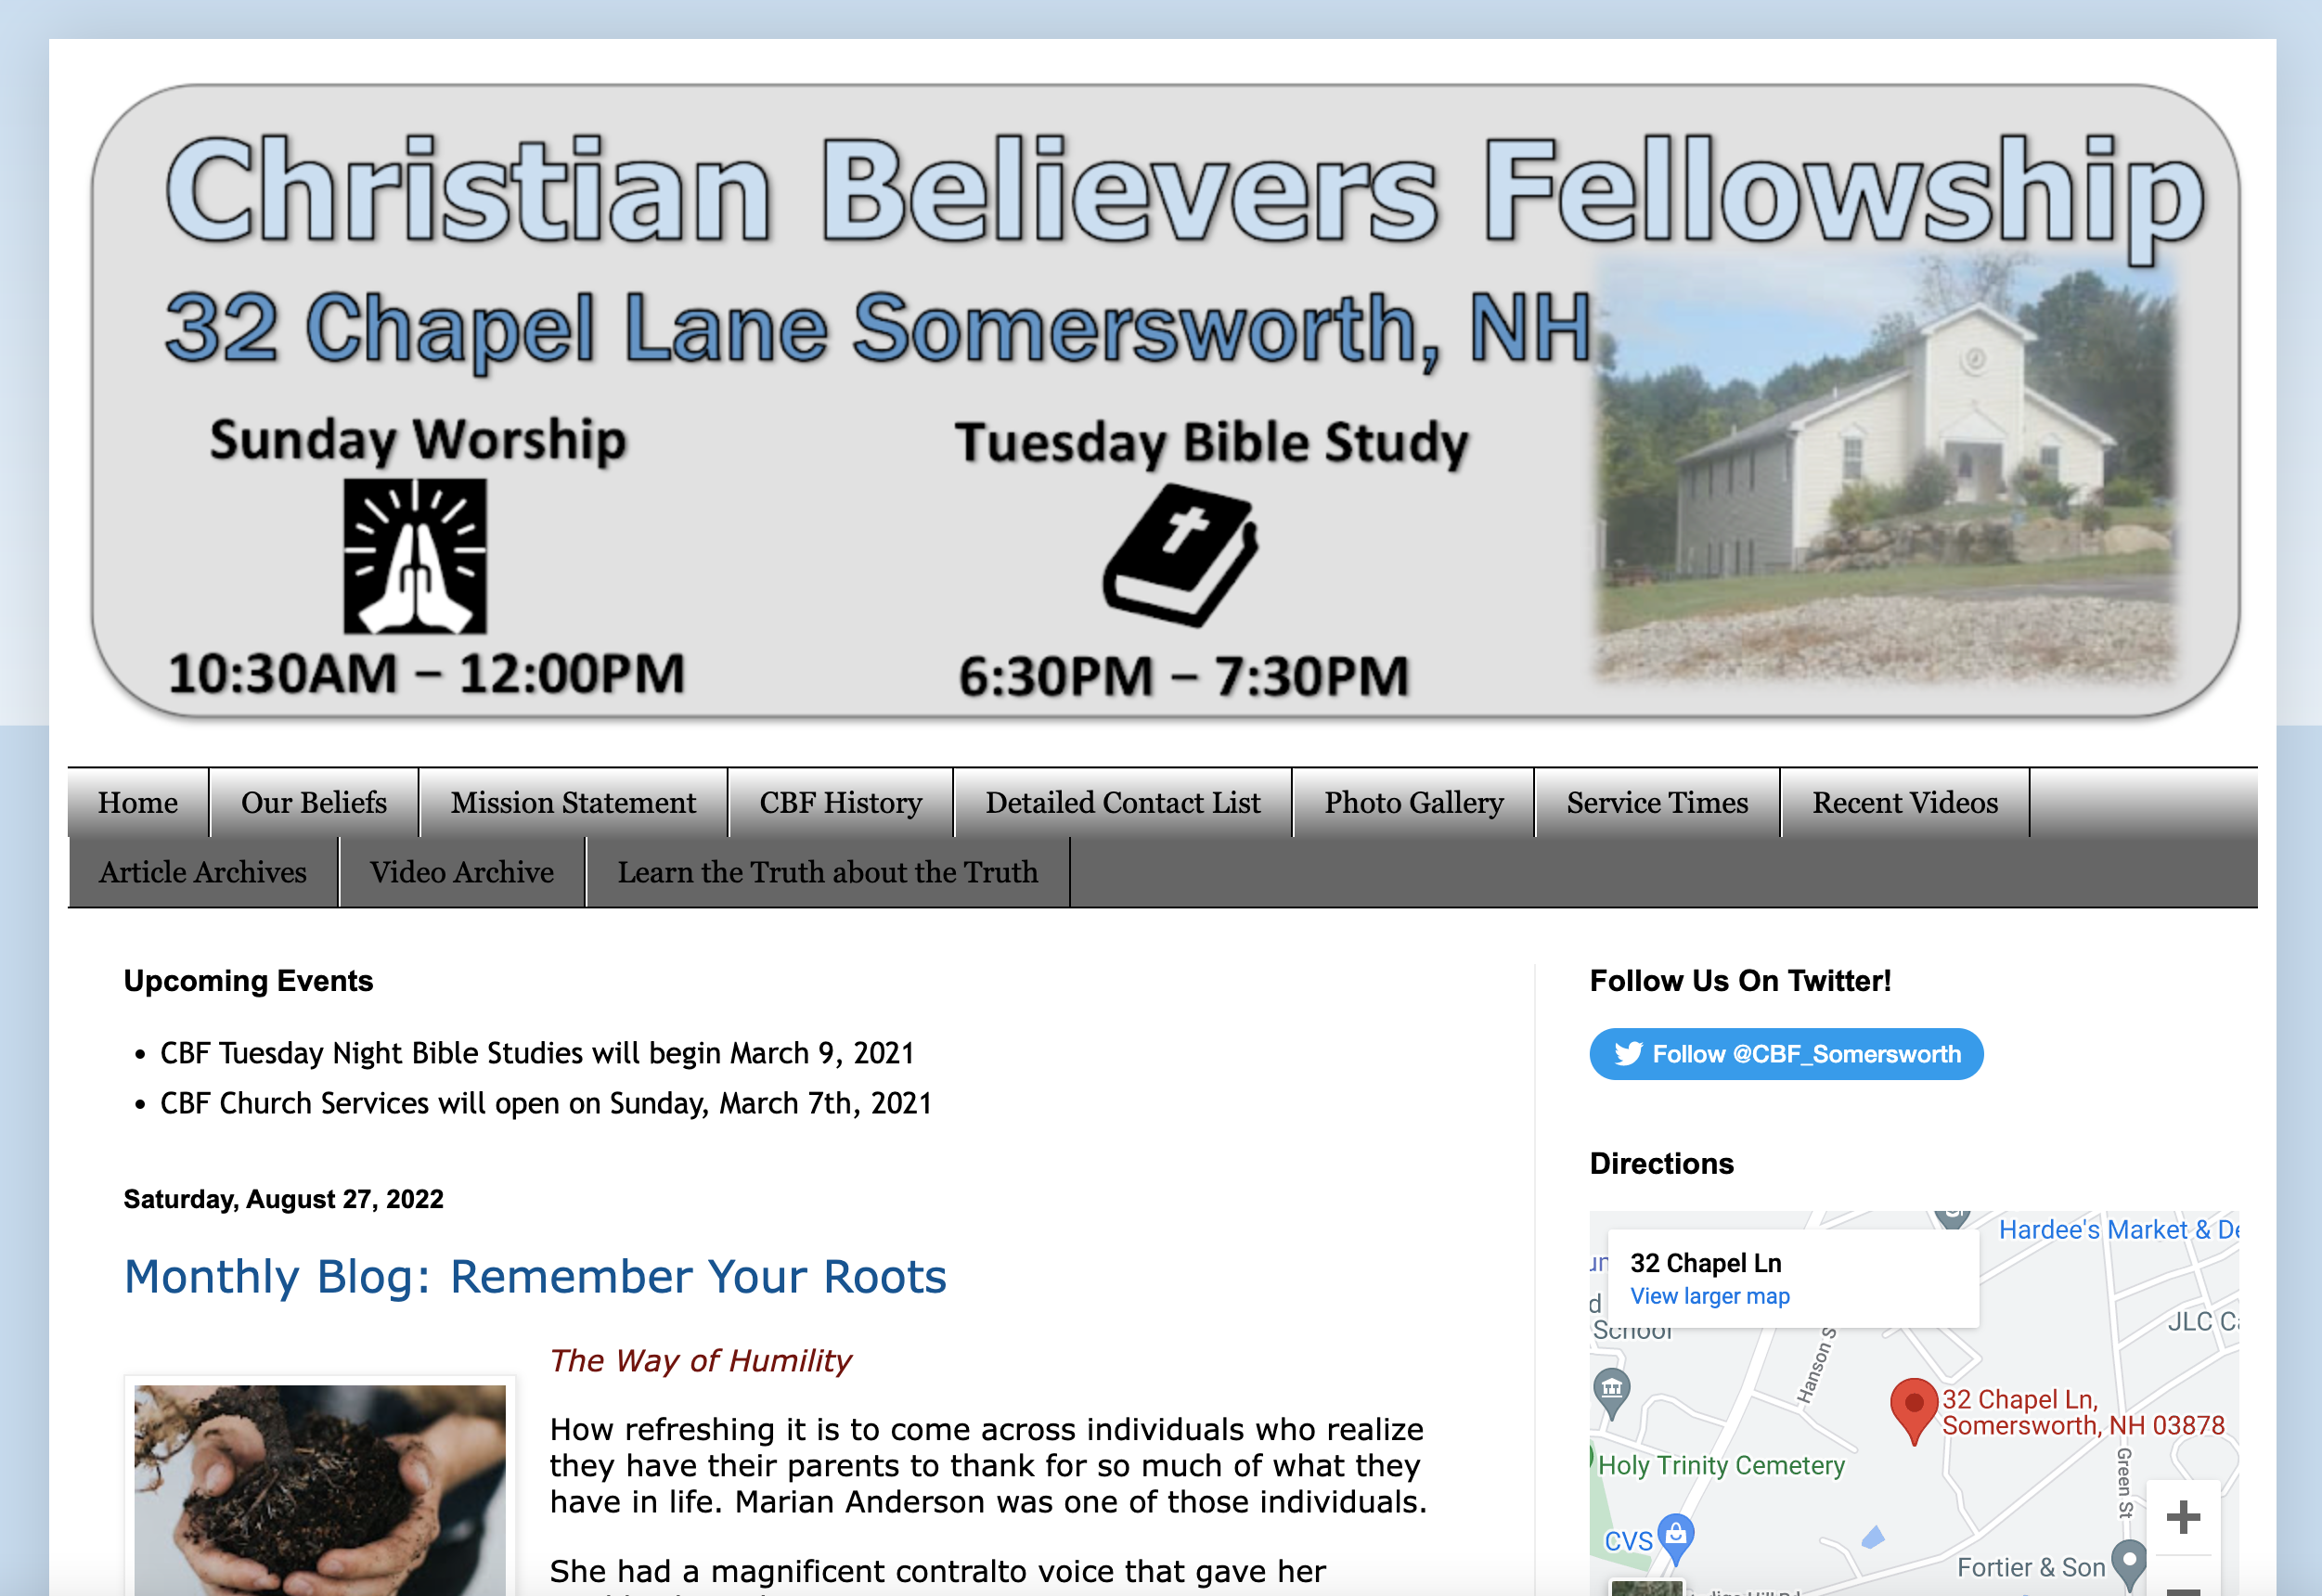 Christian Believers Fellowship
32 Chapel Lane Somersworth, NH
Sunday Worship
Tuesday Bible Study
10:30AM – 12:00PM
6:30PM – 7:30PM
Home
Our Beliefs
Mission Statement
CBF History
Detailed Contact List
Photo Gallery
Service Times
Recent Videos
Article Archives
Video Archive
Learn the Truth about the Truth
Upcoming Events
• CBF Tuesday Night Bible Studies will begin March 9, 2021
• CBF Church Services will open on Sunday, March 7th, 2021
Saturday, August 27, 2022
Monthly Blog: Remember Your Roots
The Way of Humility
How refreshing it is to come across individuals who realize
they have their parents to thank for so much of what they
have in life. Marian Anderson was one of those individuals.
She had a magnificent contralto voice that gave her
Follow Us On Twitter!
Follow @CBF_Somersworth
Directions
Hardee's Market &
32 Chapel Ln
View larger map
School
JLC
Hanson
32 Chapel Ln,
Somersworth, NH 03878
Holy Trinity Cemetery
Green St
CVS
Fortier & Son